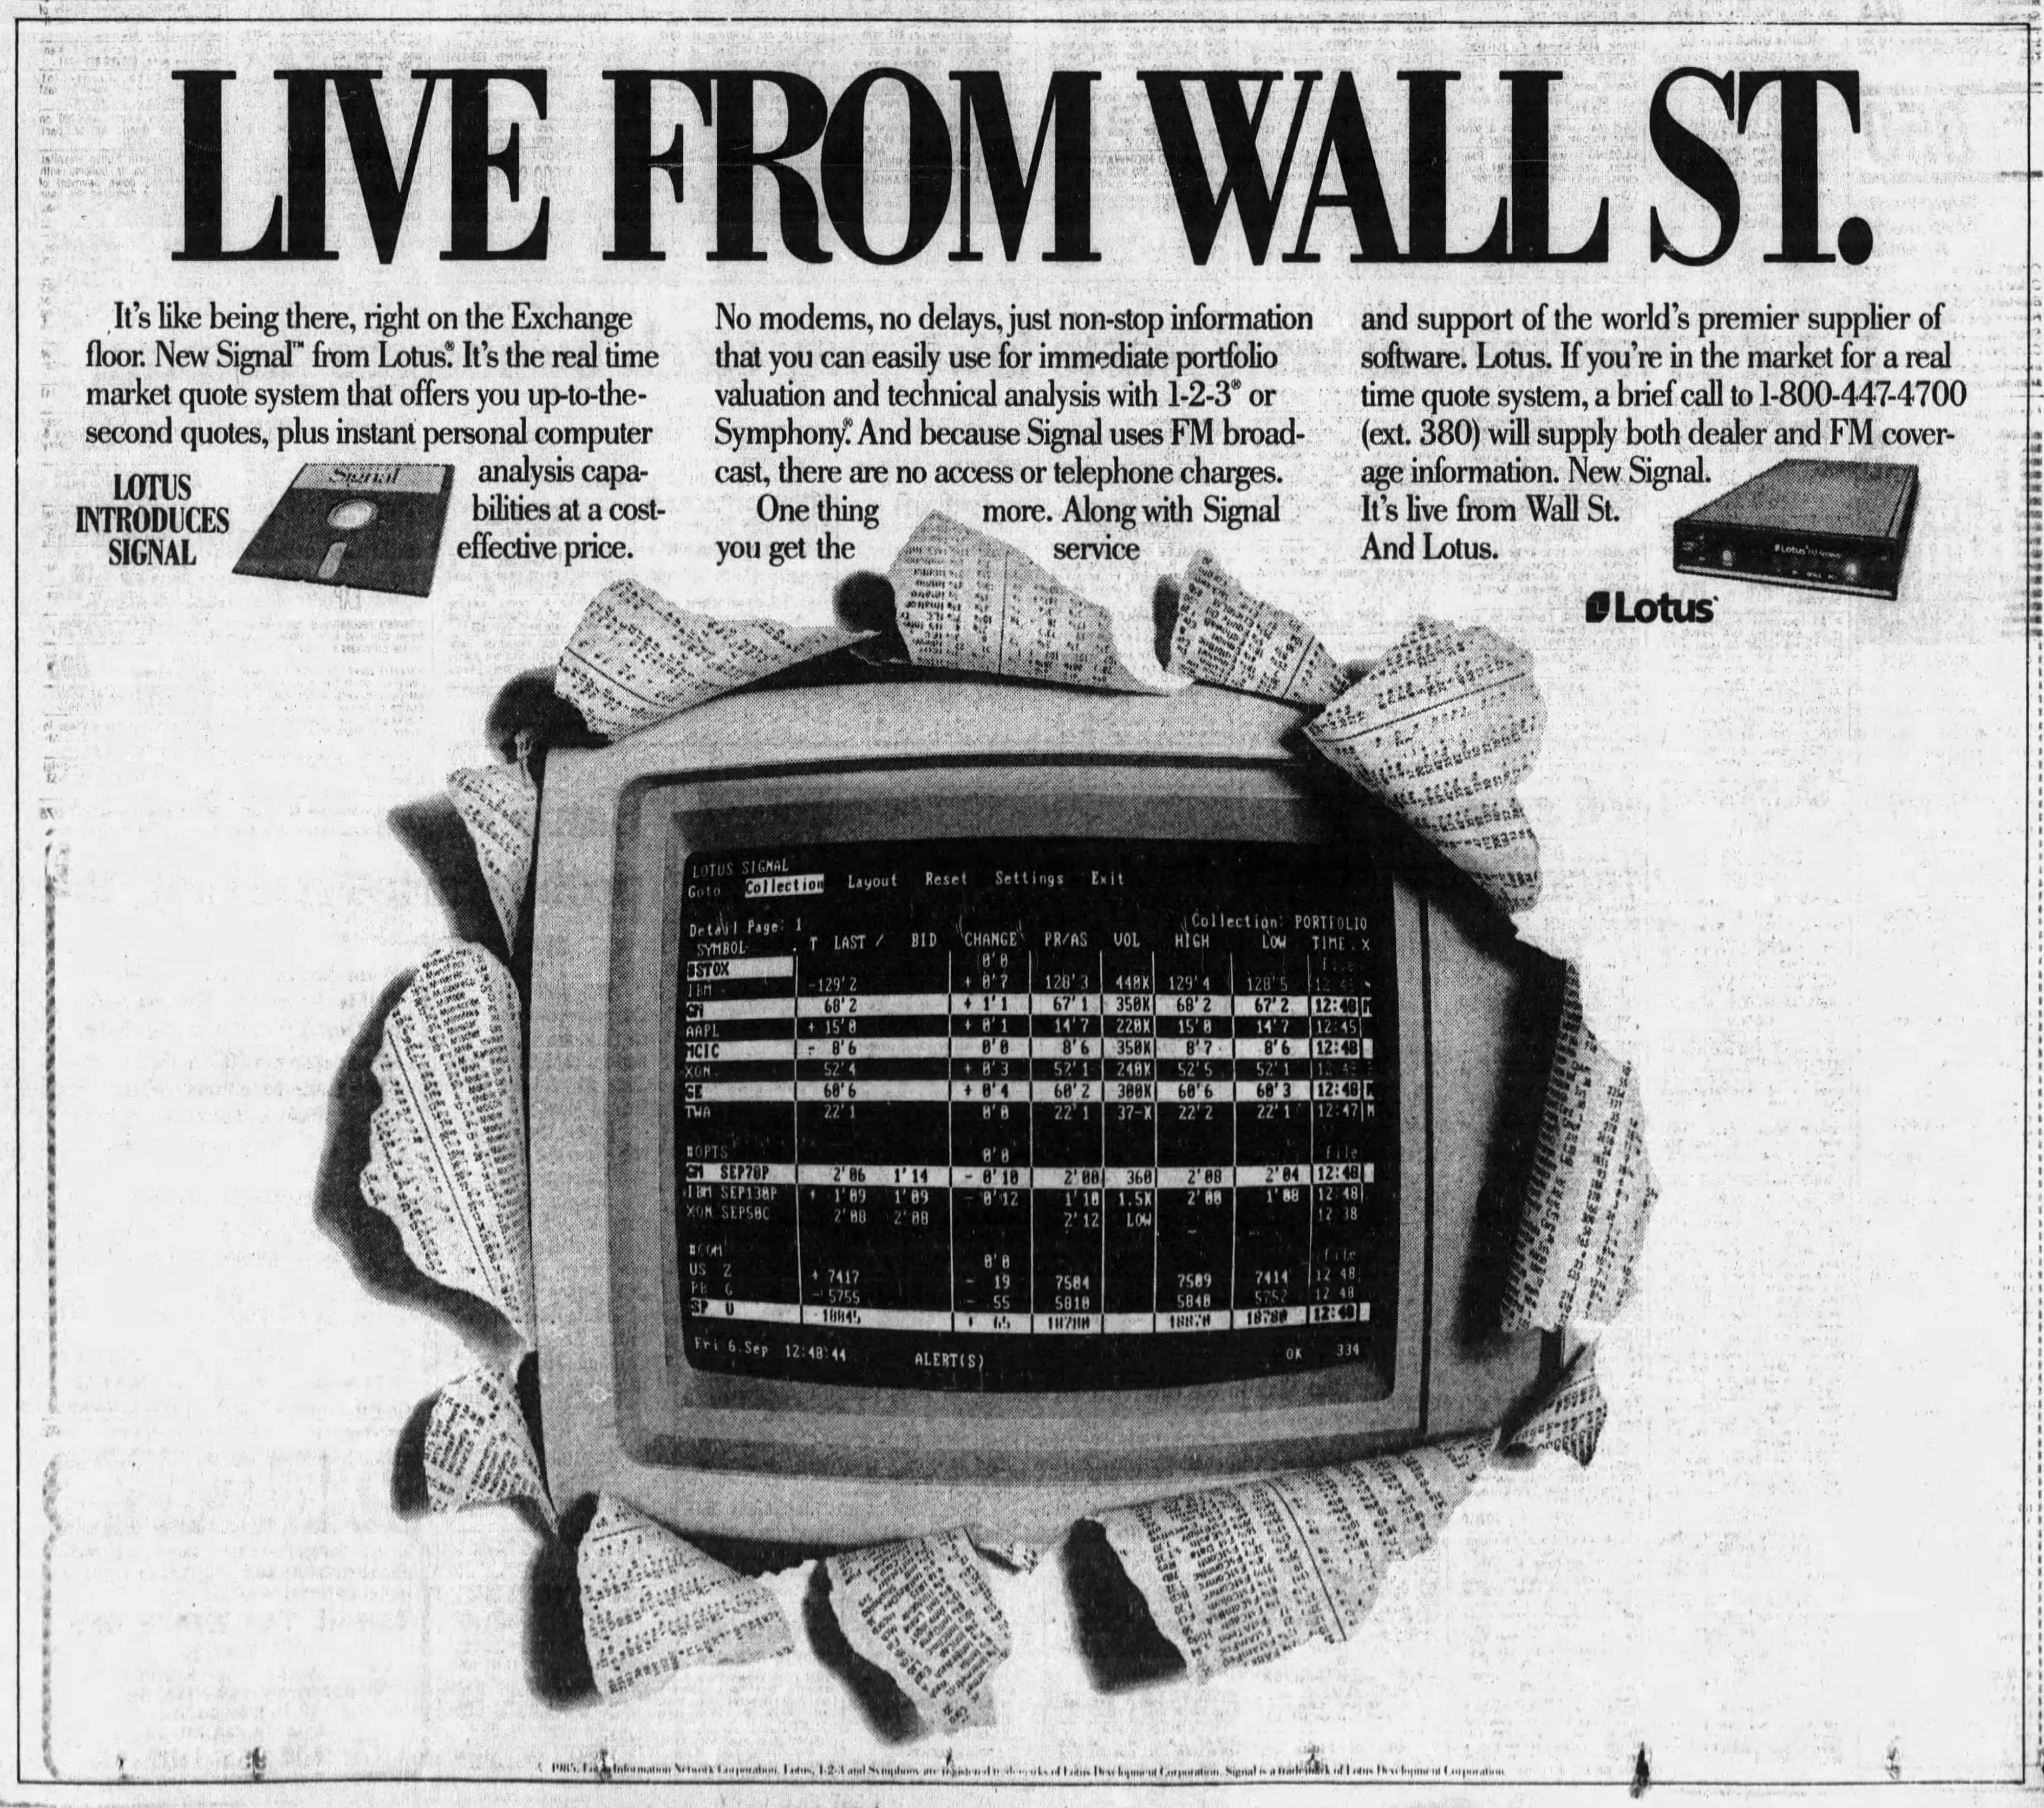 LIVE FROM WALL ST.
It's like being there, right on the Exchange
floor. New Signal™ from Lotus.® It's the real time
market quote system that offers you up-to-the-
second quotes, plus instant personal computer
analysis capa-
bilities at a cost-
effective price.
LOTUS
INTRODUCES
SIGNAL
Signal
No modems, no delays, just non-stop information
that you can easily use for immediate portfolio
valuation and technical analysis with 1-2-3® or
Symphony.® And because Signal uses FM broad-
cast, there are no access or telephone charges.
One thing more. Along with Signal
you get the service
and support of the world's premier supplier of
software. Lotus. If you're in the market for a real
time quote system, a brief call to 1-800-447-4700
(ext. 380) will supply both dealer and FM cover-
age information. New Signal.
It's live from Wall St.
And Lotus.
Lotus
Lotus
LOTUS SIGNAL
Goto Collection Layout Reset Settings Exit
Detail Page: 1 Collection: PORTFOLIO
SYMBOL T LAST / BID CHANGE PR/AS VOL HIGH LOW TIME X
#STOX 0'0 file
IBM -129'2 + 0'7 128'3 448X 129'4 128'5
GM 68'2 + 1'1 67'1 350X 68'2 67'2 12:48
AAPL + 15'0 + 0'1 14'7 220X 15'0 14'7 12:45
MCIC - 8'6 0'0 8'6 350X 8'7 8'6 12:48
XON 52'4 + 0'3 52'1 240X 52'5 52'1
GE 60'6 + 0'4 60'2 300X 60'6 60'3 12:48
TWA 22'1 0'0 22'1 37-X 22'2 22'1 12:47 M
#OPTS 0'0 file
GM SEP70P 2'06 1'14 - 0'10 2'00 360 2'08 2'04 12:48
IBM SEP130P + 1'09 1'09 - 0'12 1'10 1.5X 2'00 1'08 12:48
XON SEP50C 2'08 2'08 2'12 LOW 12:38
#COM 0'0 file
US Z + 7417 - 19 7504 7509 7414 12:48
PB G - 5755 - 55 5810 5840 5752 12:48
SP U 18845 + 65 18780 18870 18780 12:48
Fri 6 Sep 12:48:44 ALERT(S) OK 334
© 1985, Information Network Corporation. Lotus, 1-2-3 and Symphony are registered trademarks of Lotus Development Corporation. Signal is a trademark of Lotus Development Corporation.